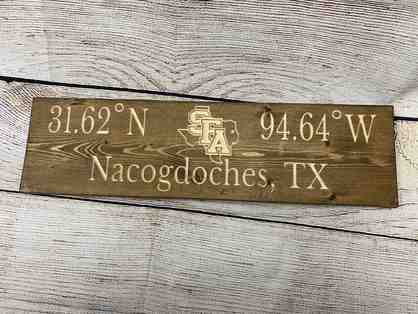 31.62°N SFA 94.64°W
Nacogdoches, TX